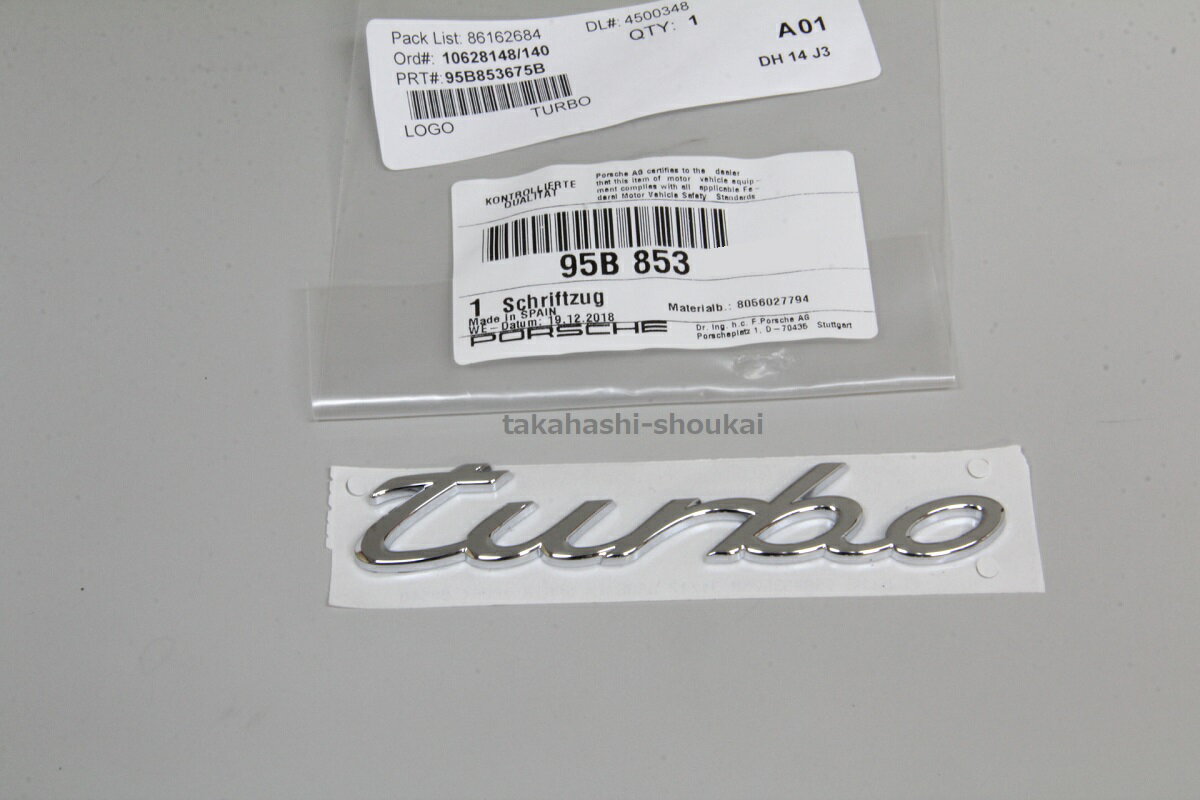 Pack List: 86162684
DL#: 4500348
Ord#: 10628148/140
QTY: 1
A01
PRT#: 95B853675B
DH 14 J3
LOGO
TURBO
KONTROLLIERTE
QUALITAT
Porsche AG certifies to the dealer
that this item of motor vehicle equip-
ment complies with all applicable Fe-
deral Motor Vehicle Safety Standards
95B 853
1 Schriftzug
Materialb.: 8056027794
Made in SPAIN
WE-Datum: 19.12.2018
PORSCHE
Dr. Ing. h.c. F.Porsche AG
Porscheplatz 1, D-70435 Stuttgart
takahashi-shoukai
turbo